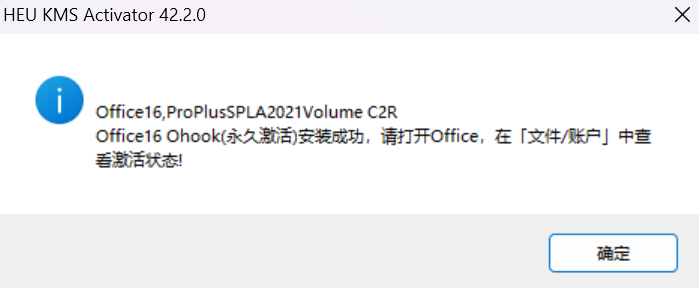 HEU KMS Activator 42.2.0
Office16,ProPlusSPLA2021Volume C2R
Office16 Ohook(永久激活)安装成功，请打开Office，在「文件/账户」中查
看激活状态!
确定